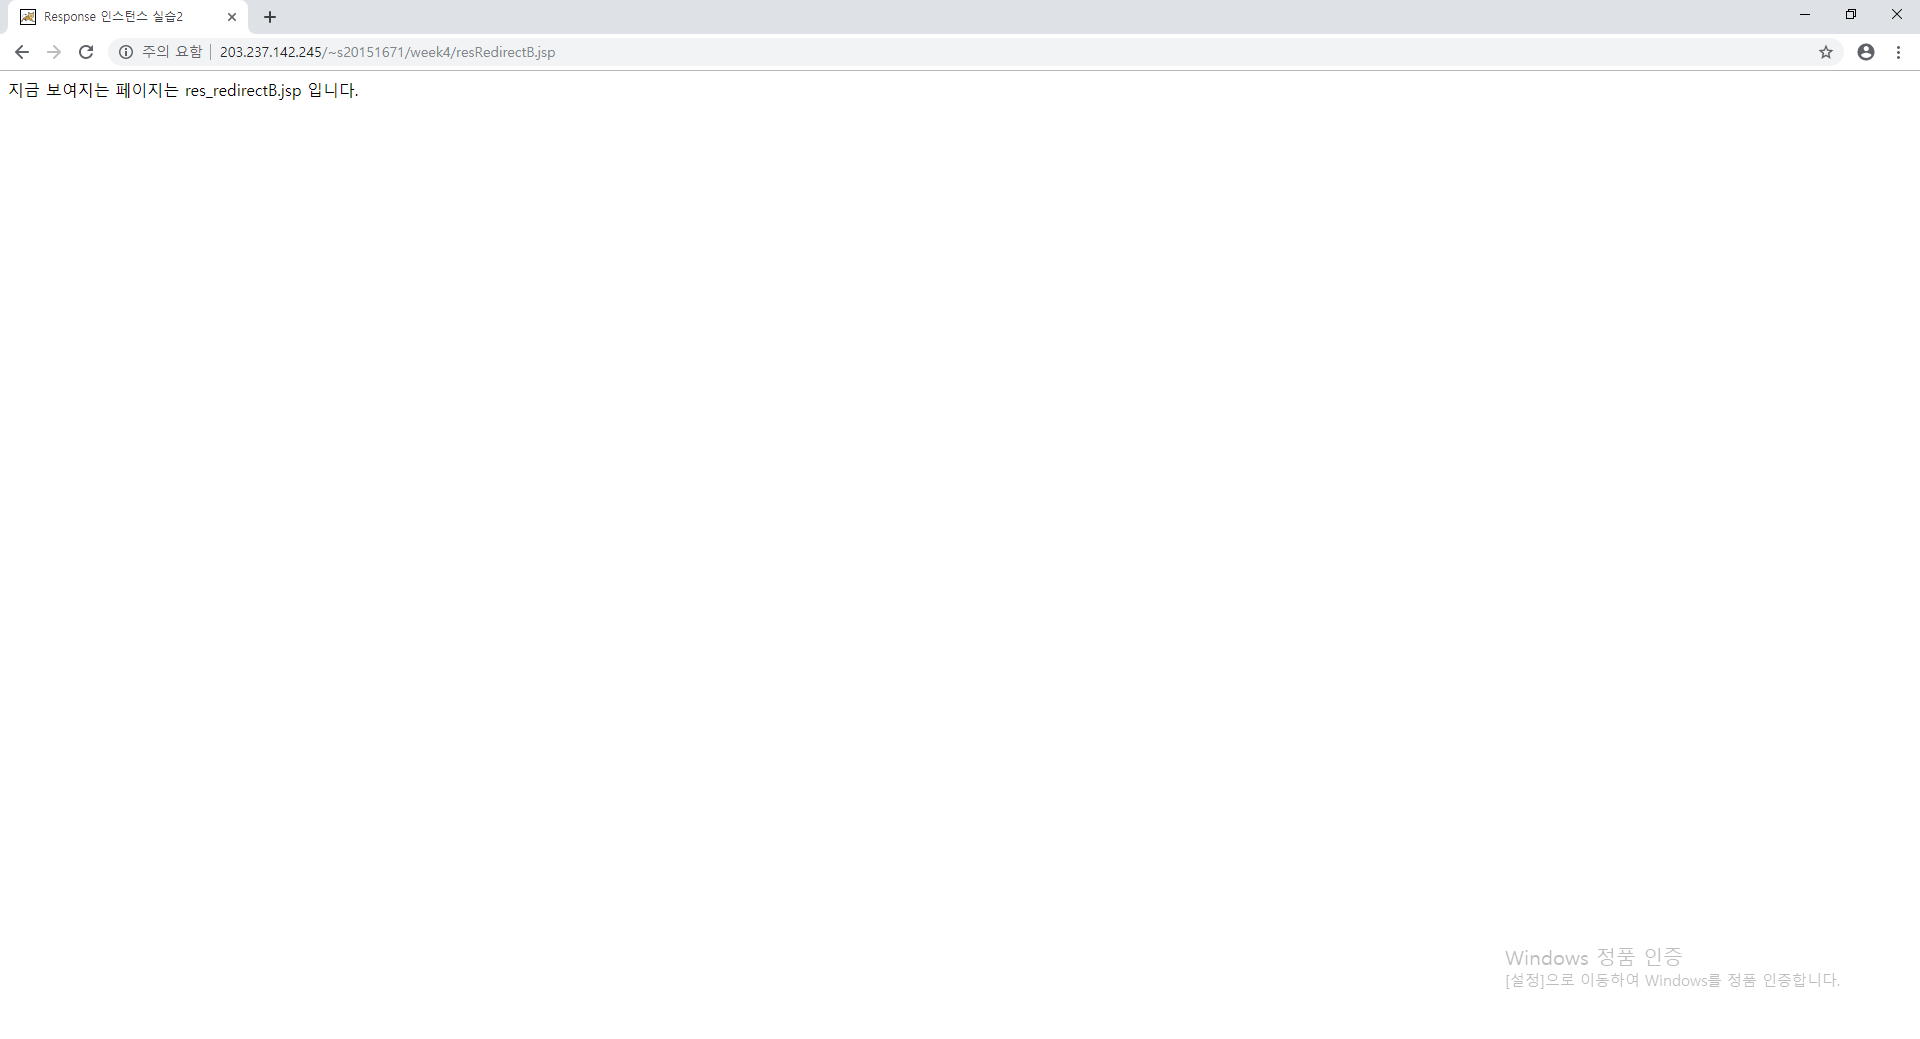 Response 인스턴스 실습2
주의 요함 203.237.142.245/~s20151671/week4/resRedirectB.jsp
지금 보여지는 페이지는 res_redirectB.jsp 입니다.
Windows 정품 인증
[설정]으로 이동하여 Windows를 정품 인증합니다.